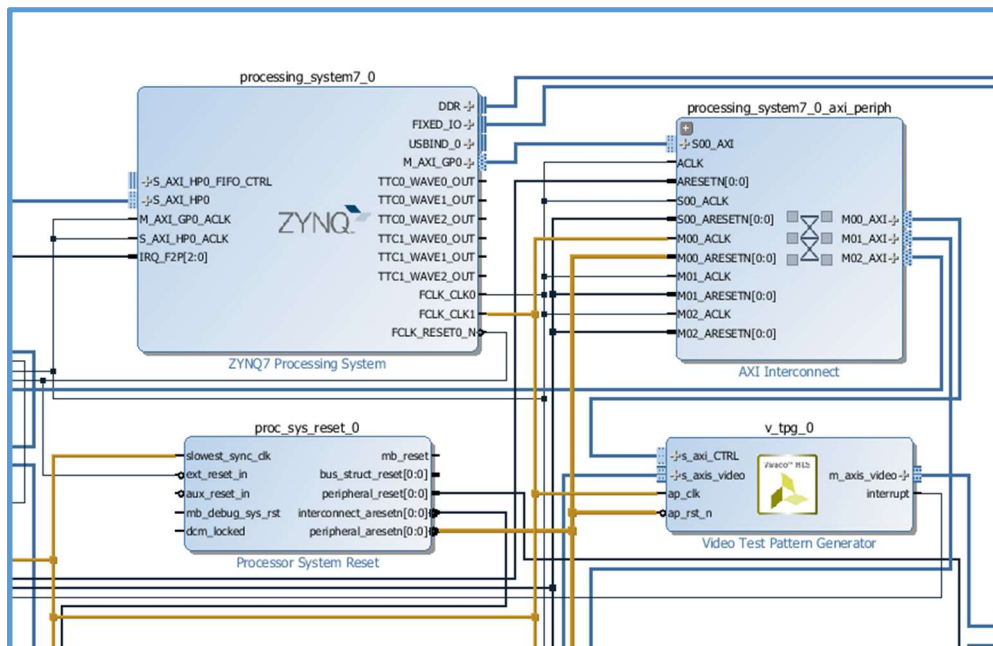 processing_system7_0
DDR
FIXED_IO
USBIND_0
M_AXI_GP0
TTC0_WAVE0_OUT
TTC0_WAVE1_OUT
TTC0_WAVE2_OUT
TTC1_WAVE0_OUT
TTC1_WAVE1_OUT
TTC1_WAVE2_OUT
FCLK_CLK0
FCLK_CLK1
FCLK_RESET0_N
S_AXI_HP0_FIFO_CTRL
S_AXI_HP0
M_AXI_GP0_ACLK
S_AXI_HP0_ACLK
IRQ_F2P[2:0]
ZYNQ
ZYNQ7 Processing System
processing_system7_0_axi_periph
S00_AXI
ACLK
ARESETN[0:0]
S00_ACLK
S00_ARESETN[0:0]
M00_ACLK
M00_ARESETN[0:0]
M01_ACLK
M01_ARESETN[0:0]
M02_ACLK
M02_ARESETN[0:0]
M00_AXI
M01_AXI
M02_AXI
AXI Interconnect
proc_sys_reset_0
slowest_sync_clk
ext_reset_in
aux_reset_in
mb_debug_sys_rst
dcm_locked
mb_reset
bus_struct_reset[0:0]
peripheral_reset[0:0]
interconnect_aresetn[0:0]
peripheral_aresetn[0:0]
Processor System Reset
v_tpg_0
s_axi_CTRL
s_axis_video
ap_clk
ap_rst_n
Vivado™ HLS
m_axis_video
interrupt
Video Test Pattern Generator